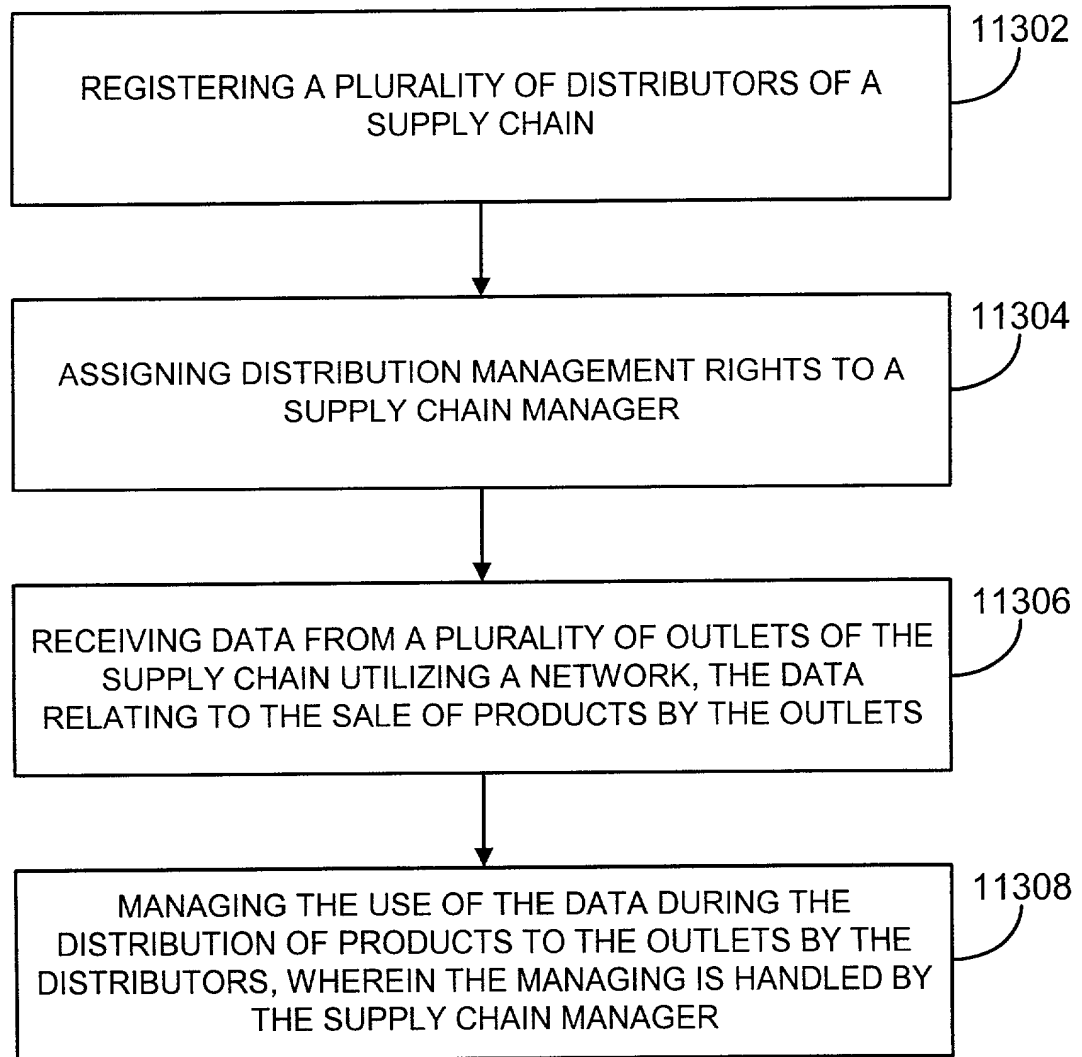 11302
REGISTERING A PLURALITY OF DISTRIBUTORS OF A
SUPPLY CHAIN
11304
ASSIGNING DISTRIBUTION MANAGEMENT RIGHTS TO A
SUPPLY CHAIN MANAGER
11306
RECEIVING DATA FROM A PLURALITY OF OUTLETS OF THE
SUPPLY CHAIN UTILIZING A NETWORK, THE DATA
RELATING TO THE SALE OF PRODUCTS BY THE OUTLETS
11308
MANAGING THE USE OF THE DATA DURING THE
DISTRIBUTION OF PRODUCTS TO THE OUTLETS BY THE
DISTRIBUTORS, WHEREIN THE MANAGING IS HANDLED BY
THE SUPPLY CHAIN MANAGER